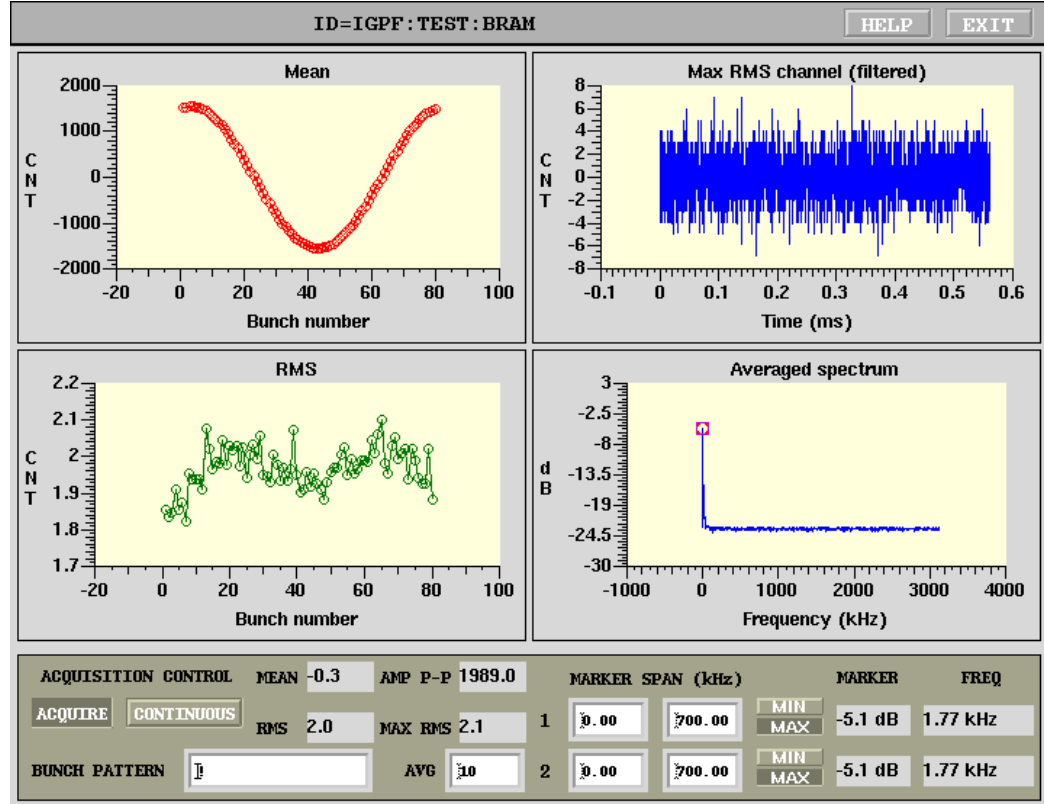 ID=IGPF:TEST:BRAM HELP EXIT
Mean
2000
1000
0
-1000
-2000
C
N
T
-20 0 20 40 60 80 100
Bunch number
Max RMS channel (filtered)
8
6
4
2
0
-2
-4
-6
-8
C
N
T
-0.1 0 0.1 0.2 0.3 0.4 0.5 0.6
Time (ms)
RMS
2.2
2.1
2
1.9
1.8
1.7
C
N
T
-20 0 20 40 60 80 100
Bunch number
Averaged spectrum
3
-2.5
-8
-13.5
-19
-24.5
-30
d
B
-1000 0 1000 2000 3000 4000
Frequency (kHz)
ACQUISITION CONTROL MEAN -0.3 AMP P-P 1989.0 MARKER SPAN (kHz) MARKER FREQ
ACQUIRE CONTINUOUS RMS 2.0 MAX RMS 2.1 1 0.00 700.00 MIN MAX -5.1 dB 1.77 kHz
BUNCH PATTERN ! AVG 10 2 0.00 700.00 MIN MAX -5.1 dB 1.77 kHz